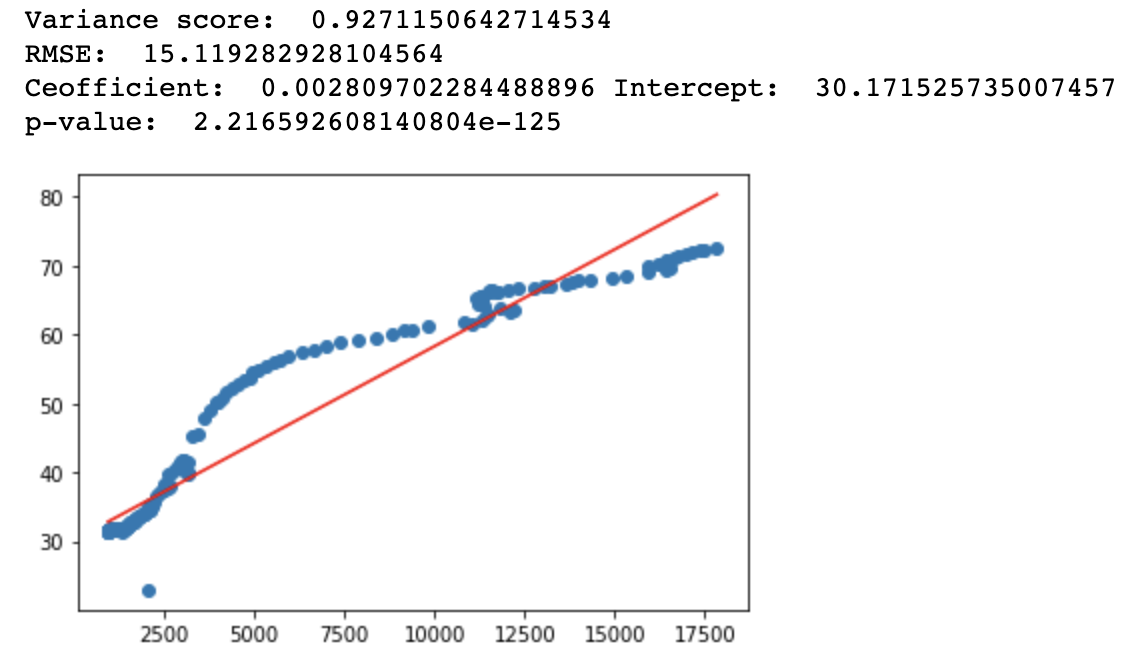 Variance score:  0.9271150642714534
RMSE:  15.119282928104564
Ceofficient:  0.002809702284488896 Intercept:  30.171525735007457
p-value:  2.216592608140804e-125
80
70
60
50
40
30
2500 5000 7500 10000 12500 15000 17500